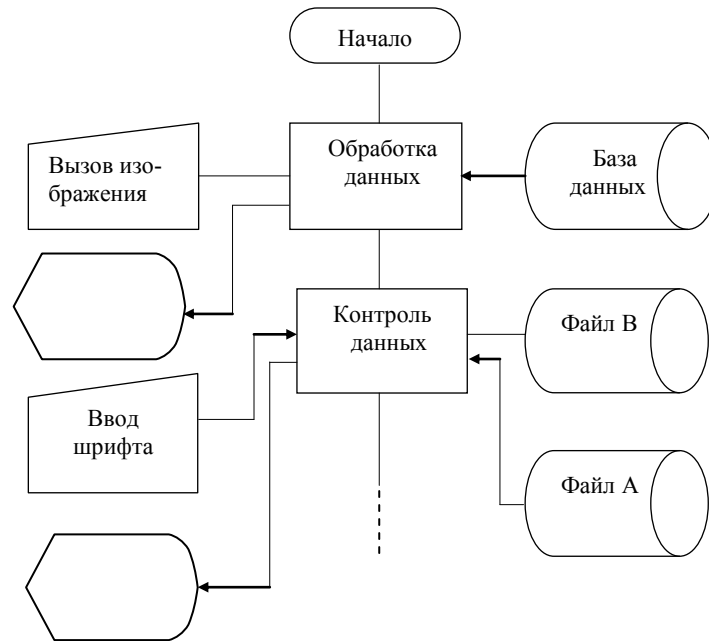 Начало
Вызов изо-
бражения
Обработка
данных
База
данных
Контроль
данных
Файл В
Ввод
шрифта
Файл А